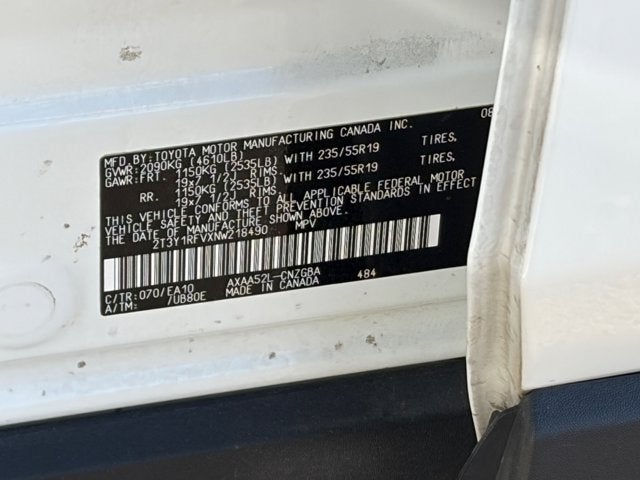 MFD.BY:TOYOTA MOTOR MANUFACTURING CANADA INC. 08
GVWR:2090KG (4610LB)
GAWR:FRT. 1150KG (2535LB) WITH 235/55R19 TIRES,
19x7 1/2J RIMS.
RR. 1150KG (2535LB) WITH 235/55R19 TIRES,
19x7 1/2J RIMS.
THIS VEHICLE CONFORMS TO ALL APPLICABLE FEDERAL MOTOR
VEHICLE SAFETY AND THEFT PREVENTION STANDARDS IN EFFECT
THE DATE OF MANUFACTURE SHOWN ABOVE.
2T3Y1RFVXNW218490 MPV
C/TR:070/EA10 AXAA52L-CNZGBA 484
A/TM: /UB80E MADE IN CANADA